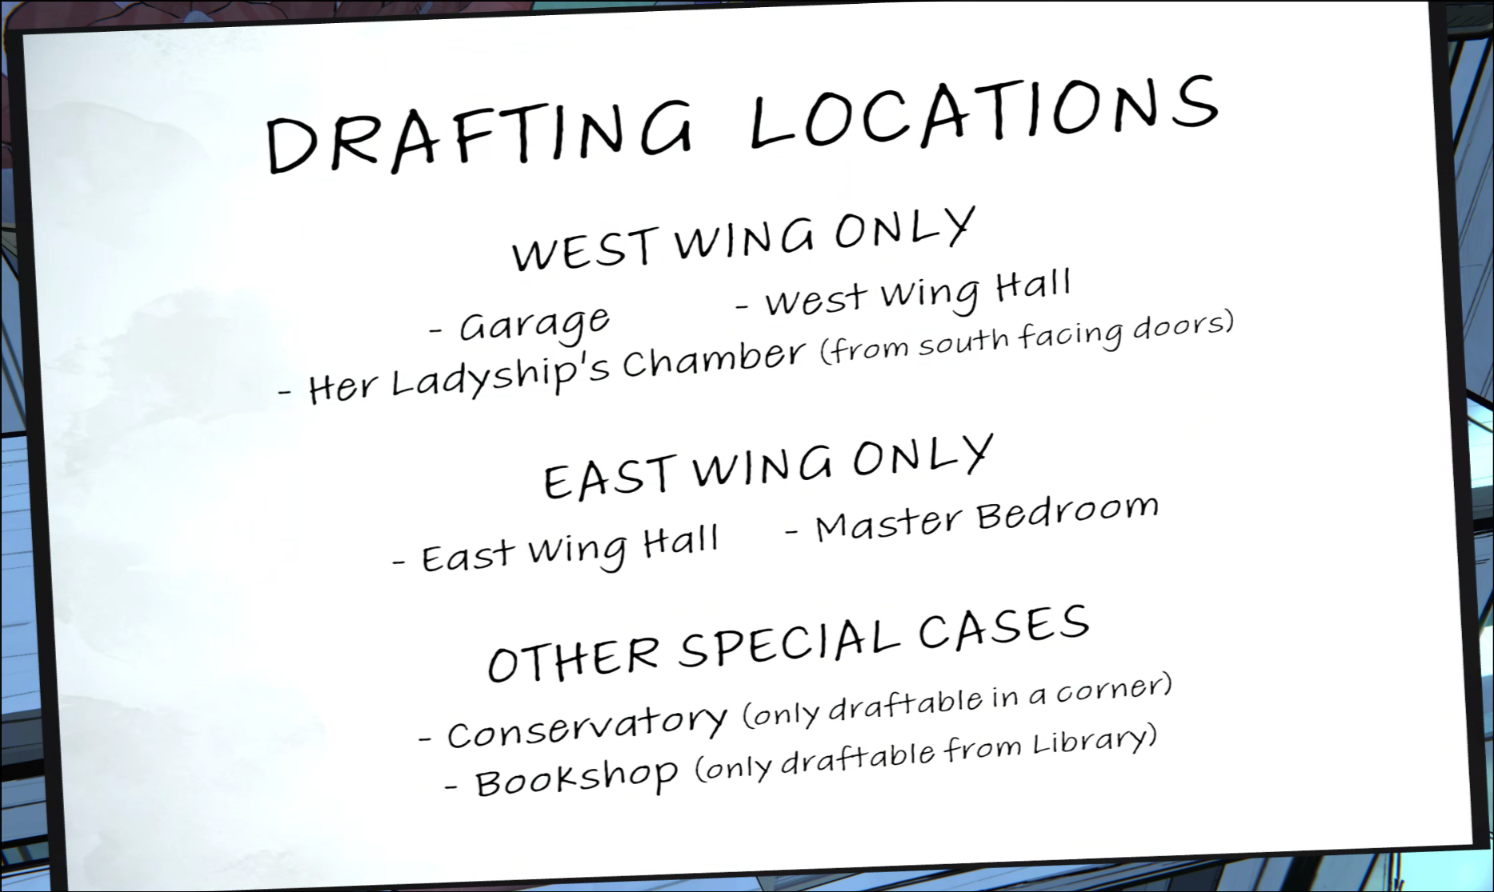 DRAFTING LOCATIONS
WEST WING ONLY
- Garage - West Wing Hall
- Her Ladyship's Chamber (from south facing doors)
EAST WING ONLY
- East Wing Hall - Master Bedroom
OTHER SPECIAL CASES
- Conservatory (only draftable in a corner)
- Bookshop (only draftable from Library)